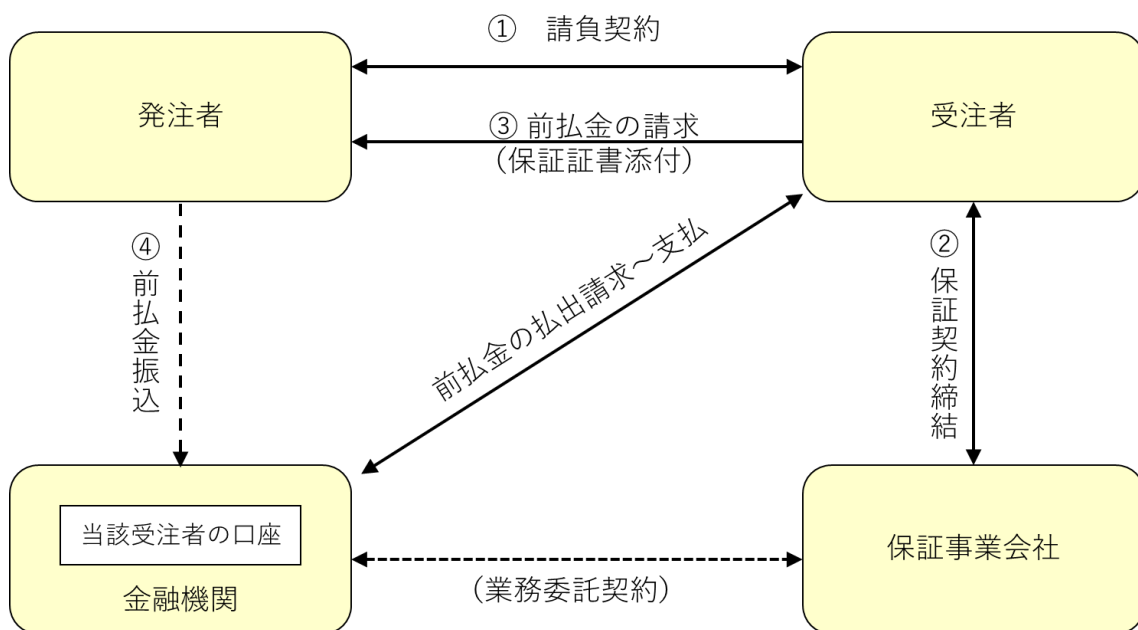 ① 請負契約
発注者
受注者
③ 前払金の請求
（保証証書添付）
④前払金振込
前払金の払出請求～支払
②保証契約締結
当該受注者の口座
金融機関
（業務委託契約）
保証事業会社